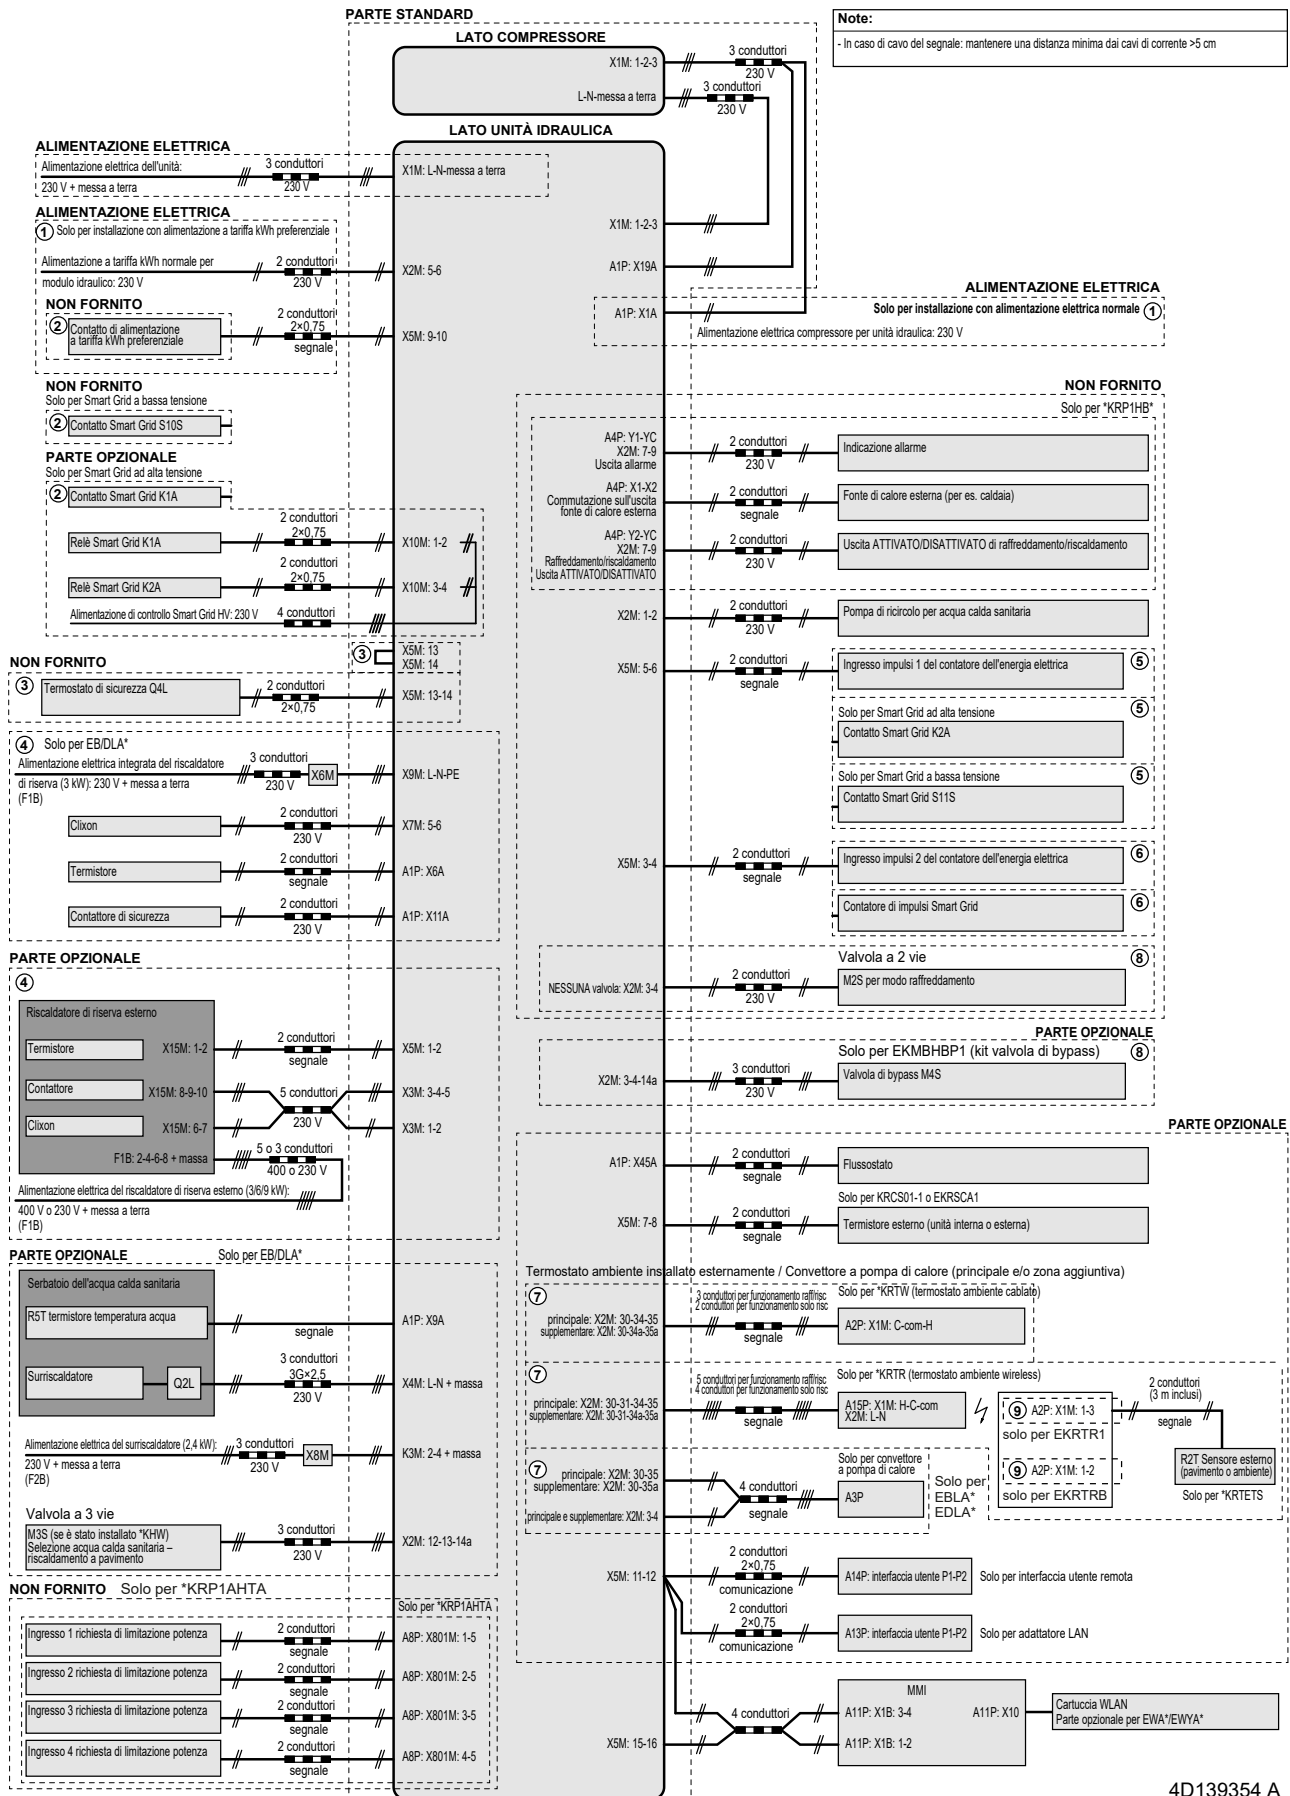 PARTE STANDARD
LATO COMPRESSORE
X1M: 1-2-3
3 conduttori
230 V
L-N-messa a terra
3 conduttori
230 V
Note:
- In caso di cavo del segnale: mantenere una distanza minima dai cavi di corrente >5 cm
LATO UNITÀ IDRAULICA
ALIMENTAZIONE ELETTRICA
Alimentazione elettrica dell'unità:
230 V + messa a terra
3 conduttori
230 V
X1M: L-N-messa a terra
ALIMENTAZIONE ELETTRICA
1 Solo per installazione con alimentazione a tariffa kWh preferenziale
Alimentazione a tariffa kWh normale per
modulo idraulico: 230 V
2 conduttori
230 V
X2M: 5-6
NON FORNITO
2 Contatto di alimentazione
a tariffa kWh preferenziale
2 conduttori
2×0,75
segnale
X5M: 9-10
X1M: 1-2-3
A1P: X19A
A1P: X1A
ALIMENTAZIONE ELETTRICA
Solo per installazione con alimentazione elettrica normale 1
Alimentazione elettrica compressore per unità idraulica: 230 V
NON FORNITO
Solo per Smart Grid a bassa tensione
2 Contatto Smart Grid S10S
PARTE OPZIONALE
Solo per Smart Grid ad alta tensione
2 Contatto Smart Grid K1A
Relè Smart Grid K1A
2 conduttori
2×0,75
X10M: 1-2
Relè Smart Grid K2A
2 conduttori
2×0,75
X10M: 3-4
Alimentazione di controllo Smart Grid HV: 230 V
4 conduttori
3
X5M: 13
X5M: 14
NON FORNITO
3 Termostato di sicurezza Q4L
2 conduttori
2×0,75
X5M: 13-14
4 Solo per EB/DLA*
Alimentazione elettrica integrata del riscaldatore
di riserva (3 kW): 230 V + messa a terra
(F1B)
3 conduttori
230 V
X6M
X9M: L-N-PE
Clixon
2 conduttori
230 V
X7M: 5-6
Termistore
2 conduttori
segnale
A1P: X6A
Contattore di sicurezza
2 conduttori
230 V
A1P: X11A
PARTE OPZIONALE
4
Riscaldatore di riserva esterno
Termistore
X15M: 1-2
2 conduttori
segnale
X5M: 1-2
Contattore
X15M: 8-9-10
5 conduttori
230 V
X3M: 3-4-5
Clixon
X15M: 6-7
X3M: 1-2
F1B: 2-4-6-8 + massa
5 o 3 conduttori
400 o 230 V
Alimentazione elettrica del riscaldatore di riserva esterno (3/6/9 kW):
400 V o 230 V + messa a terra
(F1B)
PARTE OPZIONALE
Solo per EB/DLA*
Serbatoio dell'acqua calda sanitaria
R5T termistore temperatura acqua
segnale
A1P: X9A
Surriscaldatore
Q2L
3 conduttori
3G×2,5
230 V
X4M: L-N + massa
Alimentazione elettrica del surriscaldatore (2,4 kW):
230 V + messa a terra
(F2B)
3 conduttori
230 V
X8M
K3M: 2-4 + massa
Valvola a 3 vie
M3S (se è stato installato *KHW)
Selezione acqua calda sanitaria –
riscaldamento a pavimento
3 conduttori
230 V
X2M: 12-13-14a
NON FORNITO Solo per *KRP1AHTA
Solo per *KRP1AHTA
Ingresso 1 richiesta di limitazione potenza
2 conduttori
segnale
A8P: X801M: 1-5
Ingresso 2 richiesta di limitazione potenza
2 conduttori
segnale
A8P: X801M: 2-5
Ingresso 3 richiesta di limitazione potenza
2 conduttori
segnale
A8P: X801M: 3-5
Ingresso 4 richiesta di limitazione potenza
2 conduttori
segnale
A8P: X801M: 4-5
NON FORNITO
Solo per *KRP1HB*
A4P: Y1-YC
X2M: 7-9
Uscita allarme
2 conduttori
230 V
Indicazione allarme
A4P: X1-X2
Commutazione sull'uscita
fonte di calore esterna
2 conduttori
segnale
Fonte di calore esterna (per es. caldaia)
A4P: Y2-YC
X2M: 7-9
Raffreddamento/riscaldamento
Uscita ATTIVATO/DISATTIVATO
2 conduttori
230 V
Uscita ATTIVATO/DISATTIVATO di raffreddamento/riscaldamento
X2M: 1-2
2 conduttori
230 V
Pompa di ricircolo per acqua calda sanitaria
X5M: 5-6
2 conduttori
segnale
Ingresso impulsi 1 del contatore dell'energia elettrica
5
Solo per Smart Grid ad alta tensione
5
Contatto Smart Grid K2A
Solo per Smart Grid a bassa tensione
5
Contatto Smart Grid S11S
X5M: 3-4
2 conduttori
segnale
Ingresso impulsi 2 del contatore dell'energia elettrica
6
Contatore di impulsi Smart Grid
6
Valvola a 2 vie
8
NESSUNA valvola: X2M: 3-4
2 conduttori
230 V
M2S per modo raffreddamento
PARTE OPZIONALE
Solo per EKMBHBP1 (kit valvola di bypass)
8
X2M: 3-4-14a
3 conduttori
230 V
Valvola di bypass M4S
PARTE OPZIONALE
A1P: X45A
2 conduttori
segnale
Flussostato
Solo per KRCS01-1 o EKRSCA1
X5M: 7-8
2 conduttori
segnale
Termistore esterno (unità interna o esterna)
Termostato ambiente installato esternamente / Convettore a pompa di calore (principale e/o zona aggiuntiva)
7
principale: X2M: 30-34-35
supplementare: X2M: 30-34a-35a
3 conduttori per funzionamento raff/risc
2 conduttori per funzionamento solo risc
segnale
Solo per *KRTW (termostato ambiente cablato)
A2P: X1M: C-com-H
7
principale: X2M: 30-31-34-35
supplementare: X2M: 30-31-34a-35a
5 conduttori per funzionamento raff/risc
4 conduttori per funzionamento solo risc
segnale
Solo per *KRTR (termostato ambiente wireless)
A15P: X1M: H-C-com
X2M: L-N
9 A2P: X1M: 1-3
solo per EKRTR1
9 A2P: X1M: 1-2
solo per EKRTRB
2 conduttori
(3 m inclusi)
segnale
R2T Sensore esterno
(pavimento o ambiente)
Solo per *KRTETS
7
principale: X2M: 30-35
supplementare: X2M: 30-35a
principale e supplementare: X2M: 3-4
4 conduttori
segnale
Solo per convettore
a pompa di calore
A3P
Solo per
EBLA*
EDLA*
X5M: 11-12
2 conduttori
2×0,75
comunicazione
A14P: interfaccia utente P1-P2
Solo per interfaccia utente remota
2 conduttori
2×0,75
comunicazione
A13P: interfaccia utente P1-P2
Solo per adattatore LAN
X5M: 15-16
4 conduttori
MMI
A11P: X1B: 3-4
A11P: X1B: 1-2
A11P: X10
Cartuccia WLAN
Parte opzionale per EWA*/EWYA*
4D139354 A